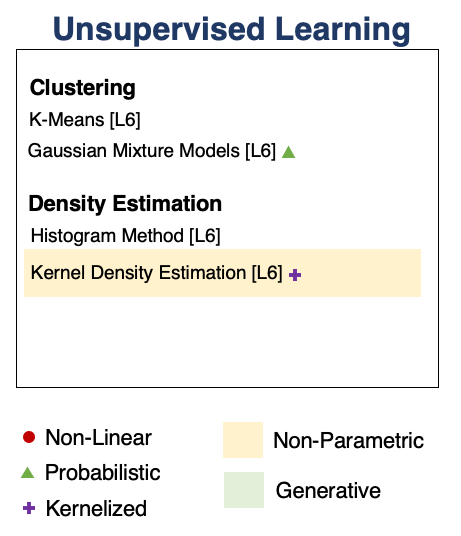 Unsupervised Learning
Clustering
K-Means [L6]
Gaussian Mixture Models [L6]
Density Estimation
Histogram Method [L6]
Kernel Density Estimation [L6]
Non-Linear
Probabilistic
Kernelized
Non-Parametric
Generative